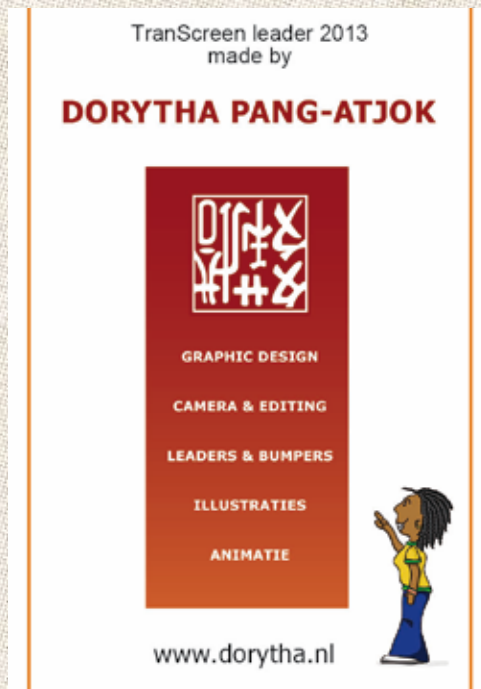 TranScreen leader 2013
made by
DORYTHA PANG-ATJOK
GRAPHIC DESIGN
CAMERA & EDITING
LEADERS & BUMPERS
ILLUSTRATIES
ANIMATIE
www.dorytha.nl